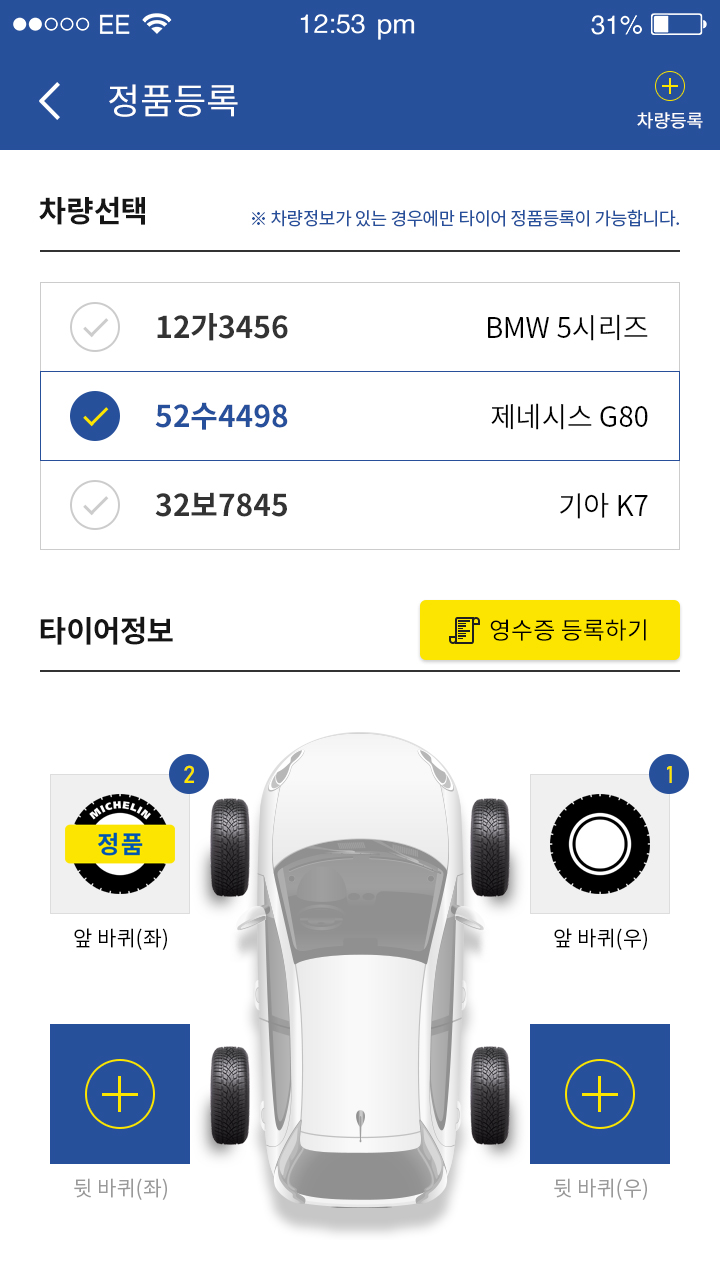 EE 12:53 pm 31%
정품등록
차량등록
차량선택
※ 차량정보가 있는 경우에만 타이어 정품등록이 가능합니다.
12가3456 BMW 5시리즈
52수4498 제네시스 G80
32보7845 기아 K7
타이어정보
영수증 등록하기
2
MICHELIN
정품
앞 바퀴(좌)
1
앞 바퀴(우)
뒷 바퀴(좌)
뒷 바퀴(우)